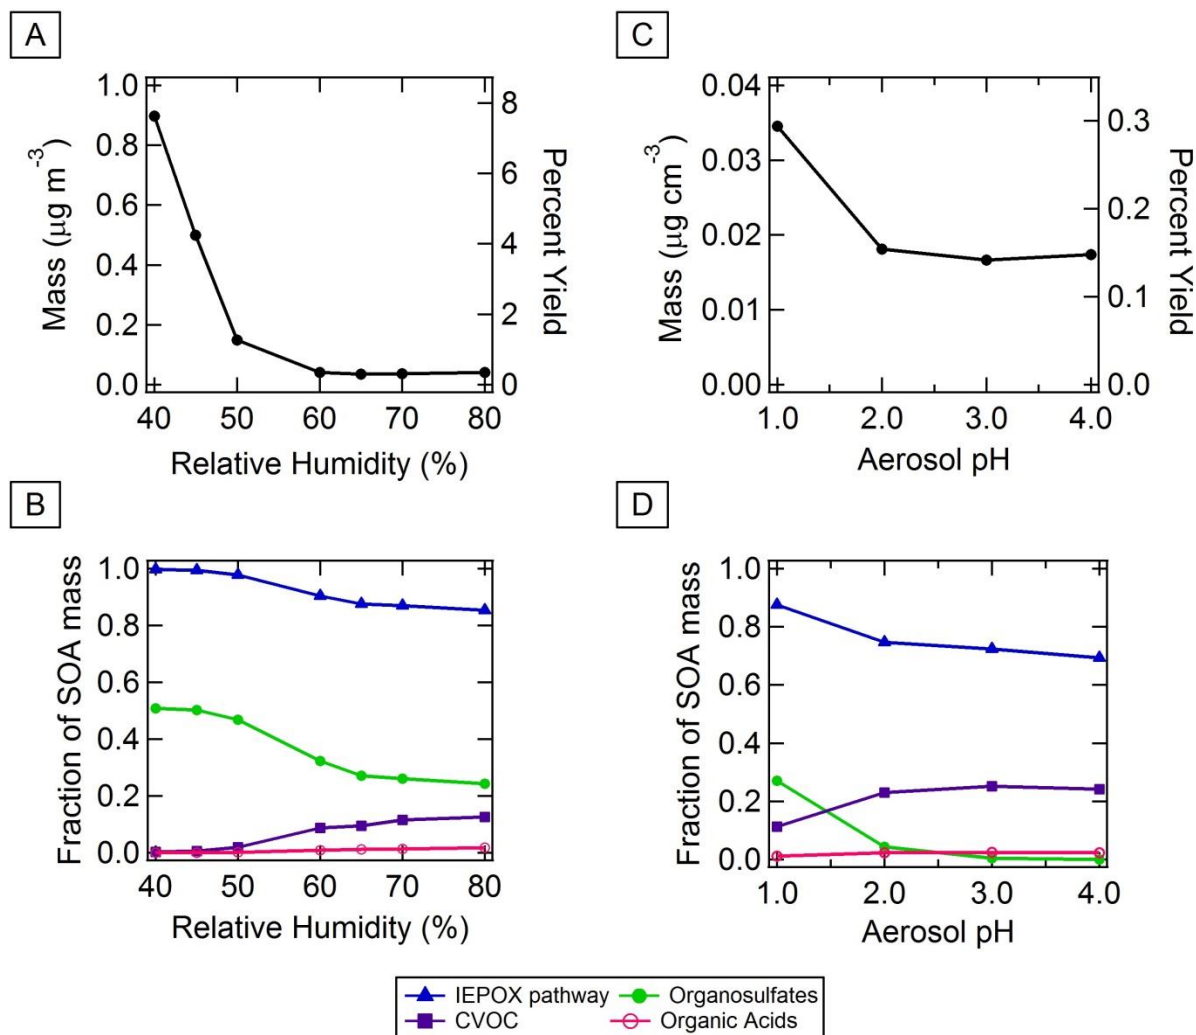 A
1.0
0.8
0.6
0.4
0.2
0.0
Mass (μg m⁻³)
8
6
4
2
0
Percent Yield
40 50 60 70 80
Relative Humidity (%)
C
0.04
0.03
0.02
0.01
0.00
Mass (μg cm⁻³)
0.3
0.2
0.1
0.0
Percent Yield
1.0 2.0 3.0 4.0
Aerosol pH
B
1.0
0.8
0.6
0.4
0.2
0.0
Fraction of SOA mass
40 50 60 70 80
Relative Humidity (%)
D
1.0
0.8
0.6
0.4
0.2
0.0
Fraction of SOA mass
1.0 2.0 3.0 4.0
Aerosol pH
IEPOX pathway Organosulfates
CVOC Organic Acids